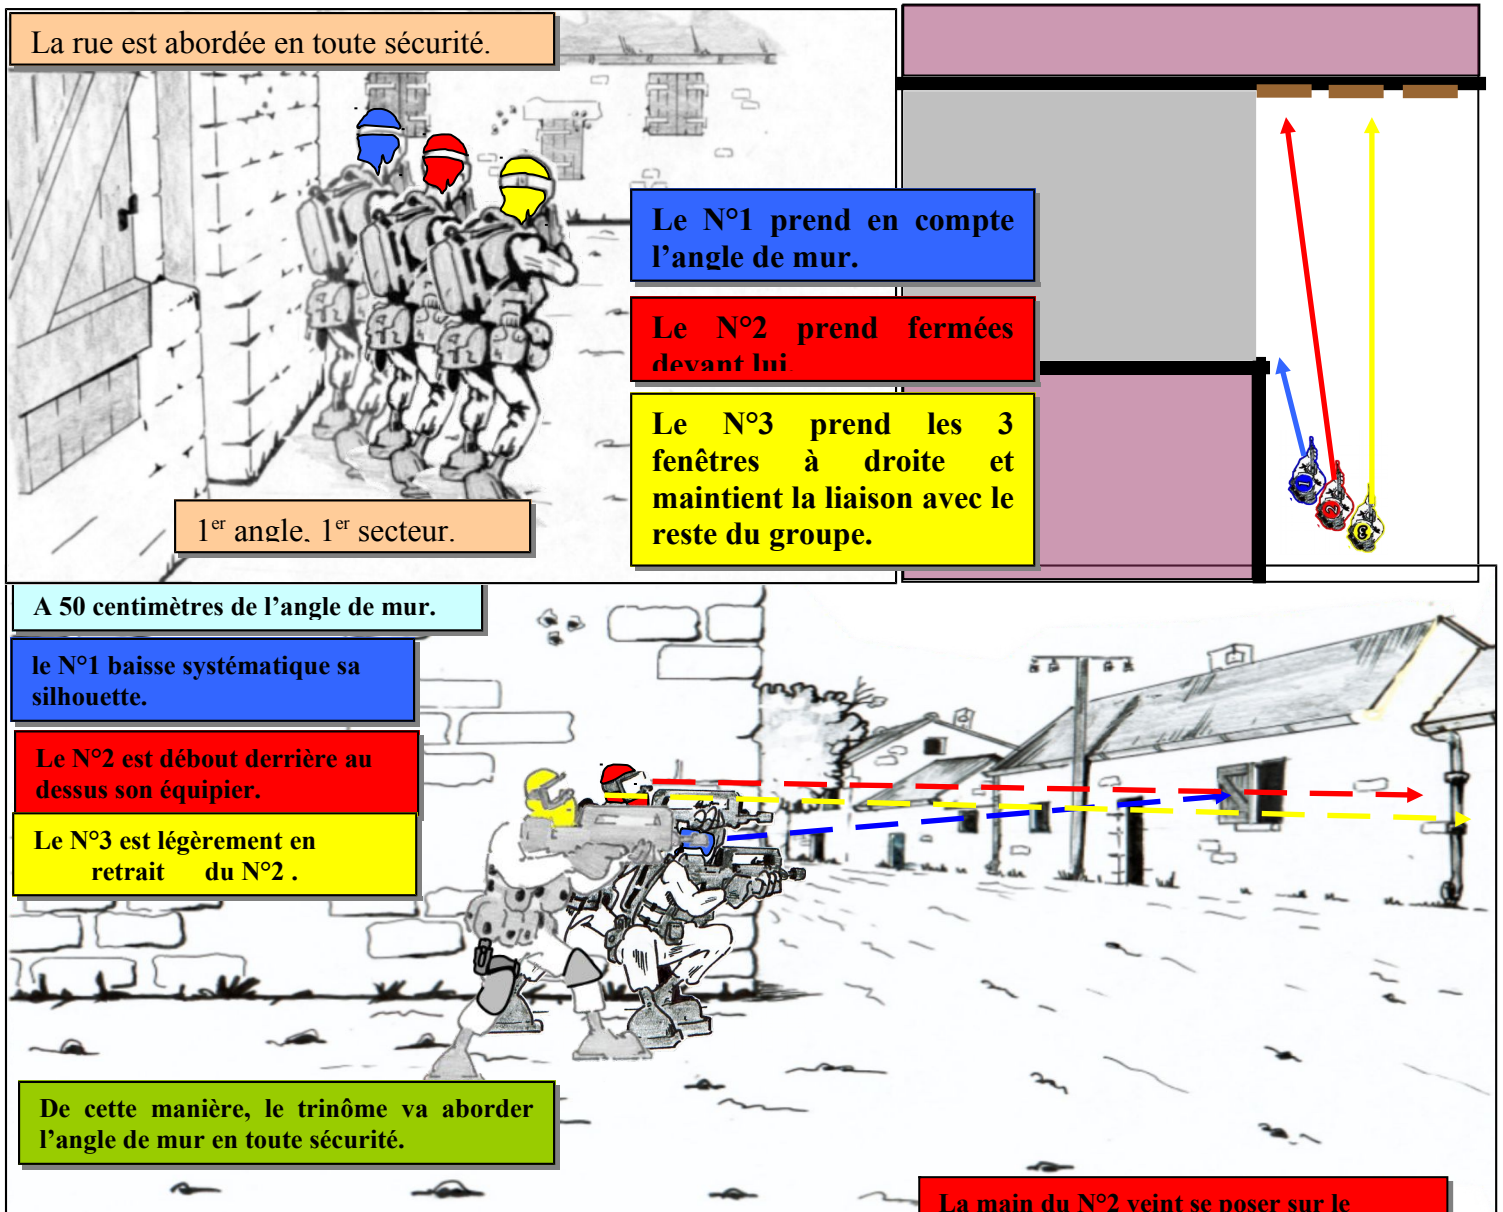 La rue est abordée en toute sécurité.
1er angle, 1er secteur.
Le N°1 prend en compte
l’angle de mur.
Le N°2 prend fermées
devant lui.
Le N°3 prend les 3
fenêtres à droite et
maintient la liaison avec le
reste du groupe.
1
2
3
A 50 centimètres de l’angle de mur.
le N°1 baisse systématique sa
silhouette.
Le N°2 est débout derrière au
dessus son équipier.
Le N°3 est légèrement en
retrait du N°2 .
De cette manière, le trinôme va aborder
l’angle de mur en toute sécurité.
La main du N°2 veint se poser sur le